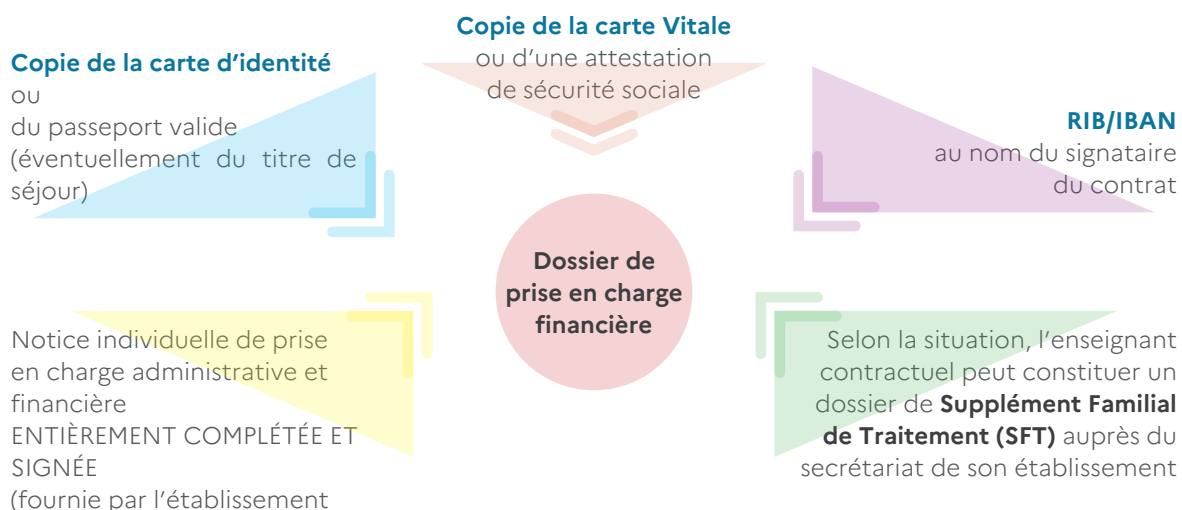 Copie de la carte d'identité
ou
du passeport valide
(éventuellement du titre de
séjour)
Copie de la carte Vitale
ou d'une attestation
de sécurité sociale
RIB/IBAN
au nom du signataire
du contrat
Dossier de
prise en charge
financière
Notice individuelle de prise
en charge administrative et
financière
ENTIÈREMENT COMPLÉTÉE ET
SIGNÉE
(fournie par l'établissement
Selon la situation, l'enseignant
contractuel peut constituer un
dossier de Supplément Familial
de Traitement (SFT) auprès du
secrétariat de son établissement